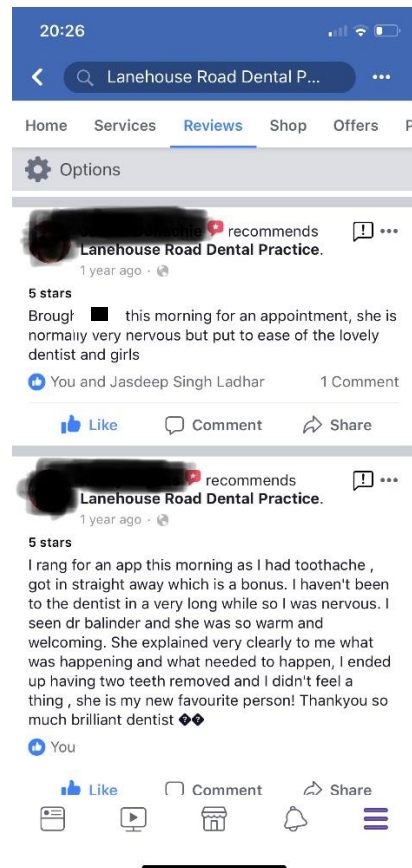 20:26
Lanehouse Road Dental P...
Home Services Reviews Shop Offers P
Options
recommends
Lanehouse Road Dental Practice.
1 year ago
5 stars
Brough this morning for an appointment, she is
normally very nervous but put to ease of the lovely
dentist and girls
You and Jasdeep Singh Ladhar 1 Comment
Like Comment Share
recommends
Lanehouse Road Dental Practice.
1 year ago
5 stars
I rang for an app this morning as I had toothache ,
got in straight away which is a bonus. I haven't been
to the dentist in a very long while so I was nervous. I
seen dr balinder and she was so warm and
welcoming. She explained very clearly to me what
was happening and what needed to happen, I ended
up having two teeth removed and I didn't feel a
thing , she is my new favourite person! Thankyou so
much brilliant dentist ��
You
Like Comment Share